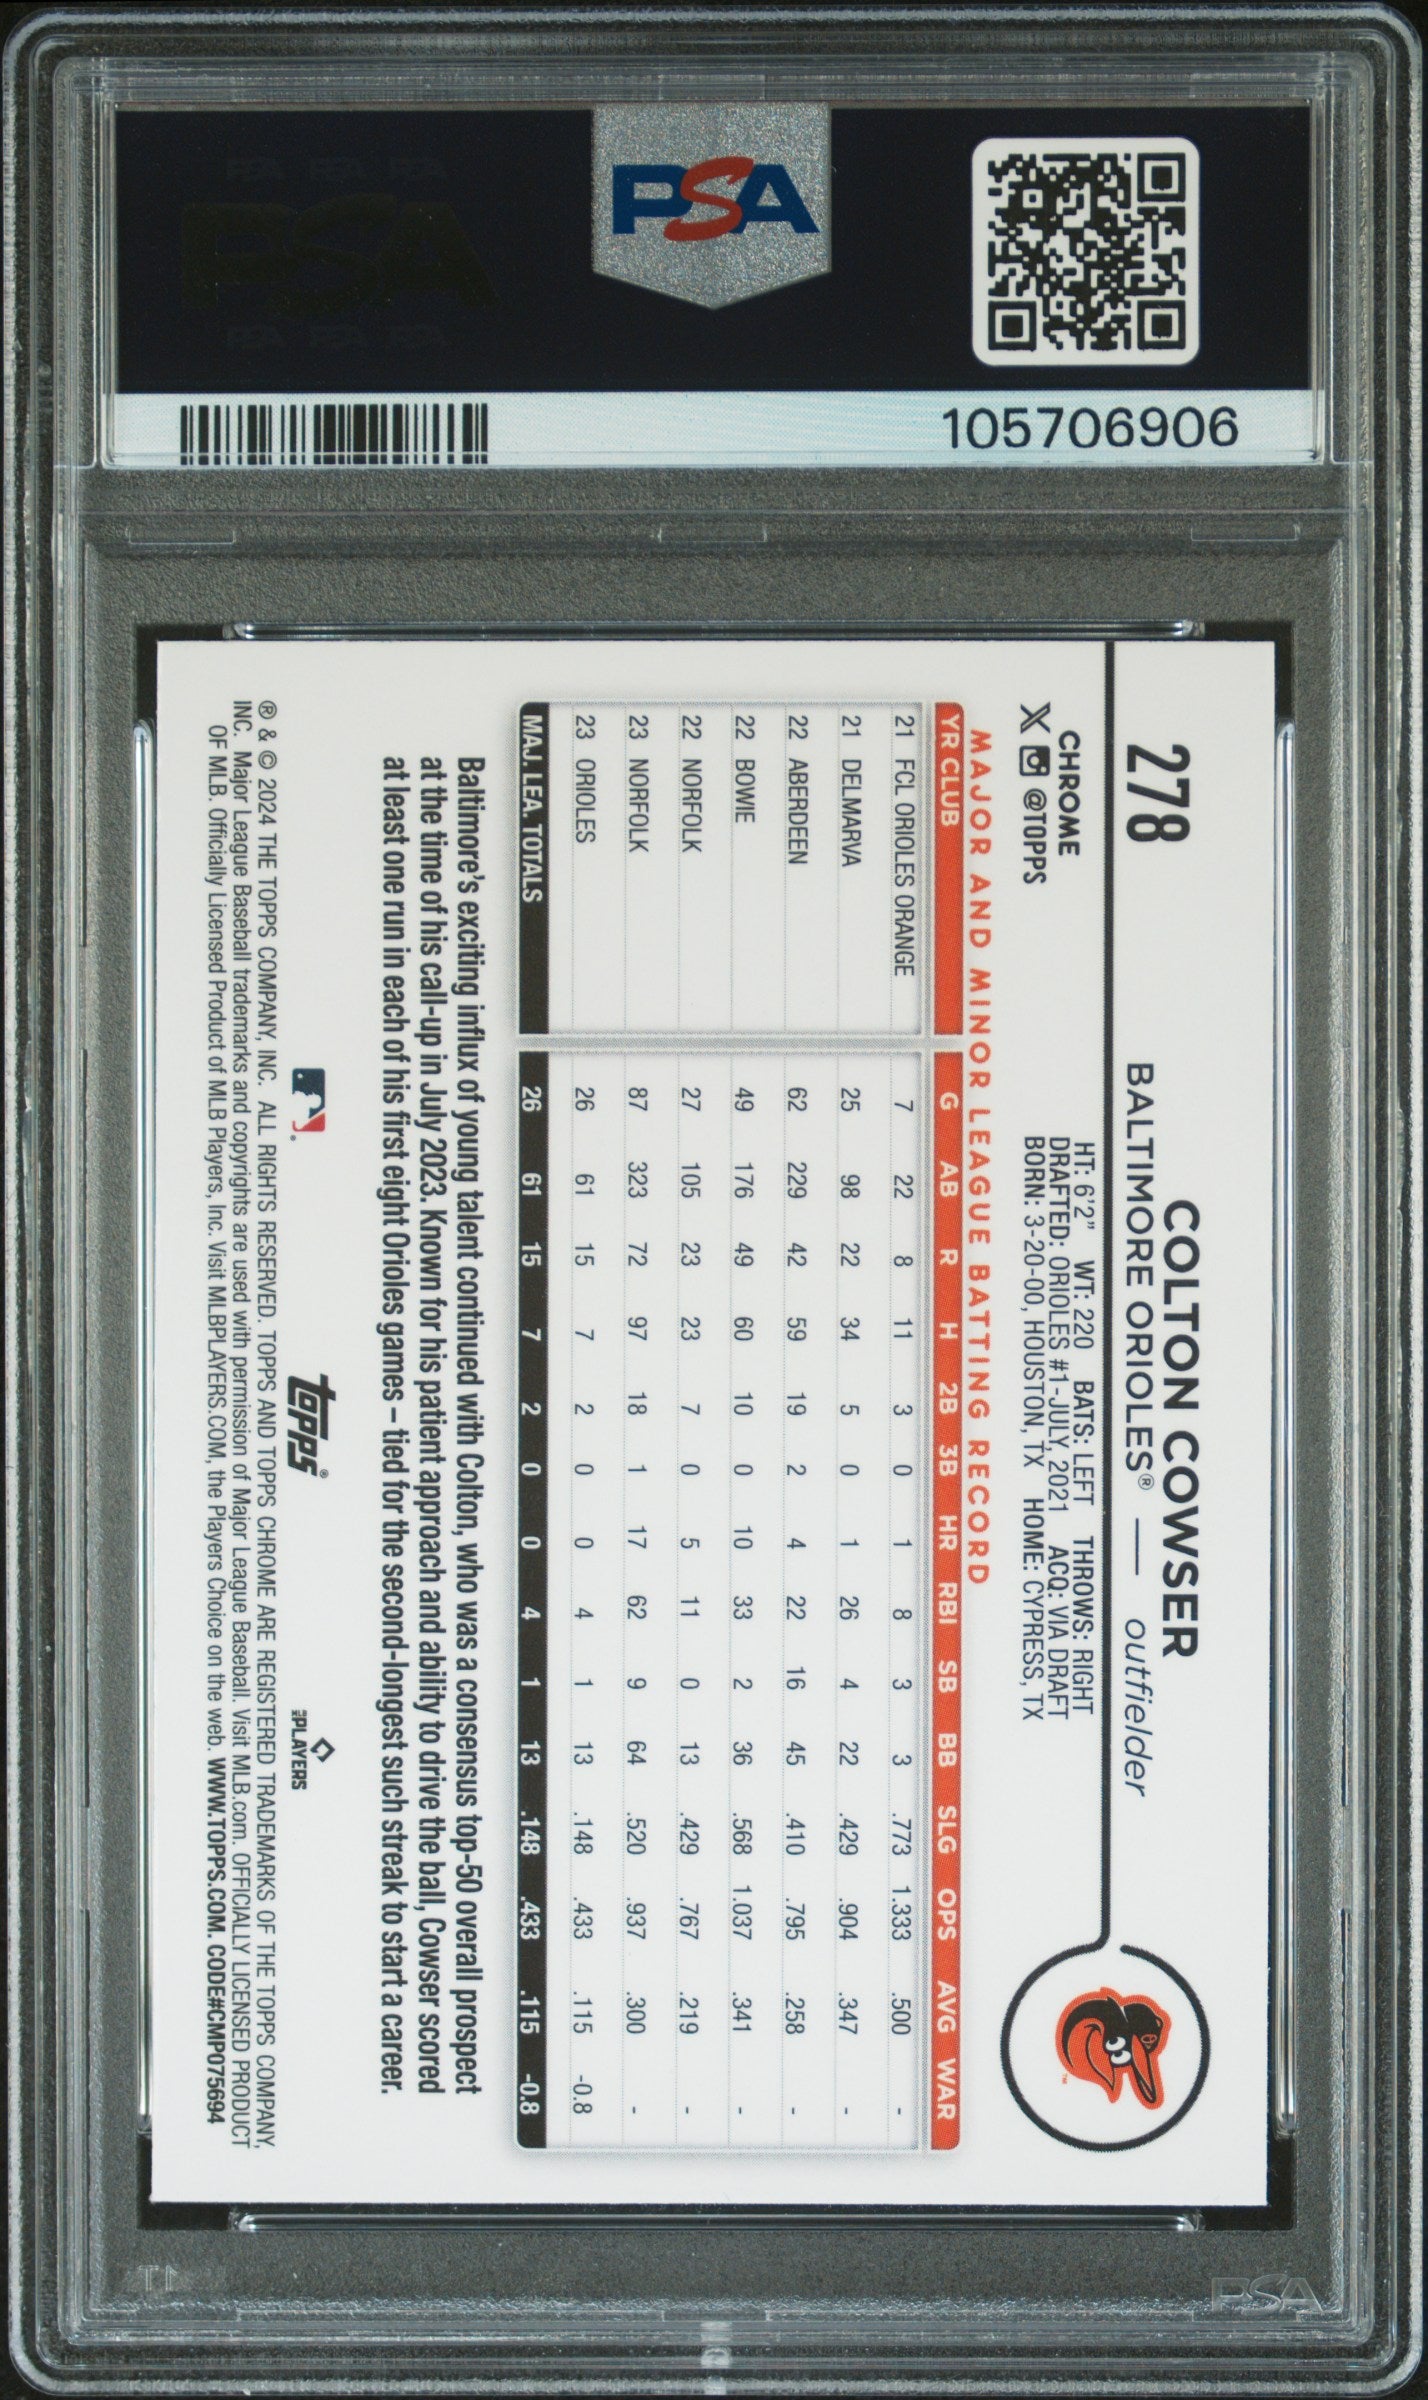 PSA
105706906
278
COLTON COWSER
BALTIMORE ORIOLES® — outfielder
CHROME
X @TOPPS
HT: 6'2" WT: 220 BATS: LEFT THROWS: RIGHT
DRAFTED: ORIOLES #1-JULY, 2021 ACQ: VIA DRAFT
BORN: 3-20-00, HOUSTON, TX HOME: CYPRESS, TX
MAJOR AND MINOR LEAGUE BATTING RECORD
YR CLUB G AB R H 2B 3B HR RBI SB BB SLG OPS AVG WAR
21 FCL ORIOLES ORANGE 7 22 8 11 3 0 1 8 3 3 .773 1.333 .500 -
21 DELMARVA 25 98 22 34 5 0 1 26 4 22 .429 .904 .347 -
22 ABERDEEN 62 229 42 59 19 2 4 22 16 45 .410 .795 .258 -
22 BOWIE 49 176 49 60 10 0 10 33 2 36 .568 1.037 .341 -
22 NORFOLK 27 105 23 23 7 0 5 11 0 13 .429 .767 .219 -
23 NORFOLK 87 323 72 97 18 1 17 62 9 64 .520 .937 .300 -
23 ORIOLES 26 61 15 7 2 0 0 4 1 13 .148 .433 .115 -0.8
MAJ. LEA. TOTALS 26 61 15 7 2 0 0 4 1 13 .148 .433 .115 -0.8
Baltimore's exciting influx of young talent continued with Colton, who was a consensus top-50 overall prospect
at the time of his call-up in July 2023. Known for his patient approach and ability to drive the ball, Cowser scored
at least one run in each of his first eight Orioles games – tied for the second-longest such streak to start a career.
topps®
PLAYERS
® & © 2024 THE TOPPS COMPANY, INC. ALL RIGHTS RESERVED. TOPPS AND TOPPS CHROME ARE REGISTERED TRADEMARKS OF THE TOPPS COMPANY,
INC. Major League Baseball trademarks and copyrights are used with permission of Major League Baseball. Visit MLB.com. OFFICIALLY LICENSED PRODUCT
OF MLB. Officially Licensed Product of MLB Players, Inc. Visit MLBPLAYERS.COM, the Players Choice on the web. WWW.TOPPS.COM. CODE#CMP075694
PSA